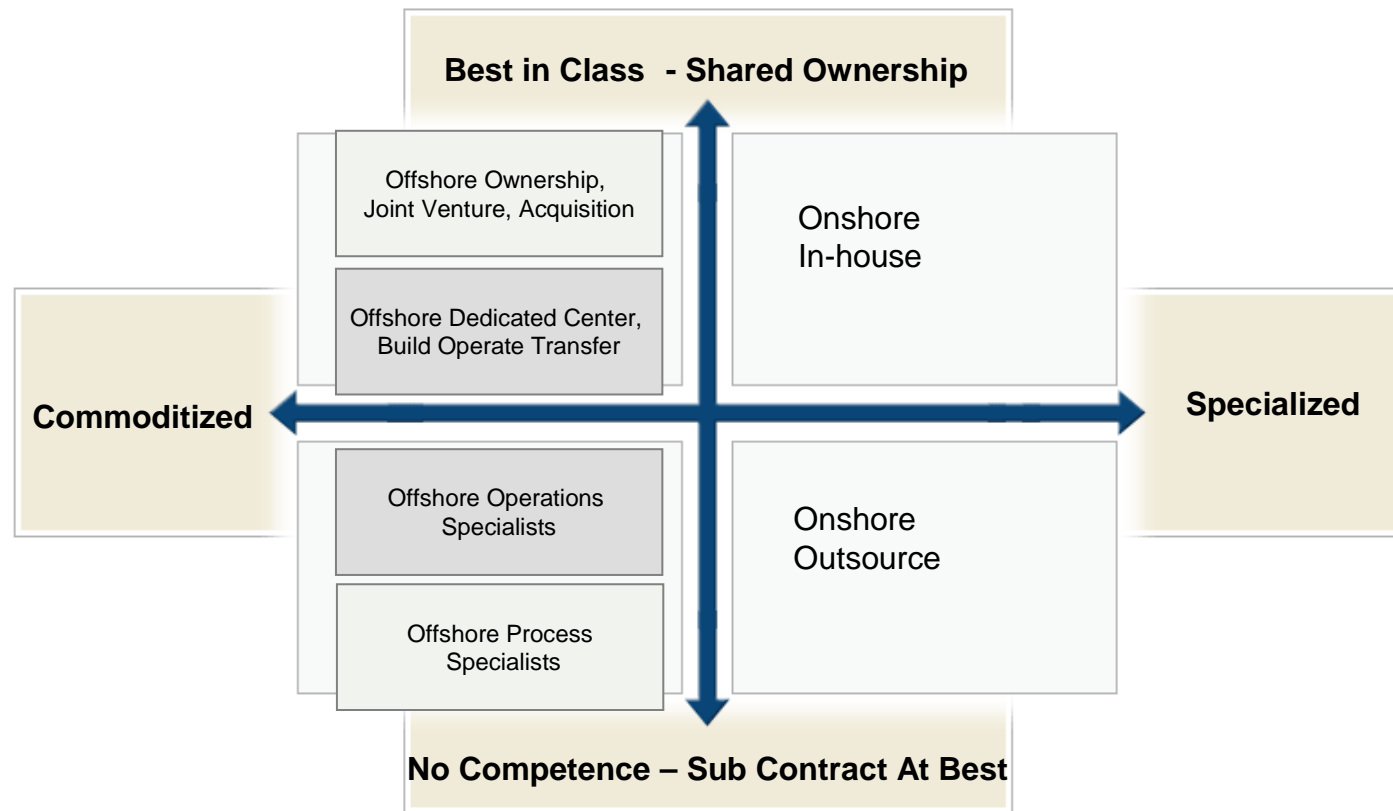 Best in Class - Shared Ownership
Offshore Ownership,
Joint Venture, Acquisition
Onshore
In-house
Offshore Dedicated Center,
Build Operate Transfer
Commoditized
Specialized
Offshore Operations
Specialists
Onshore
Outsource
Offshore Process
Specialists
No Competence – Sub Contract At Best